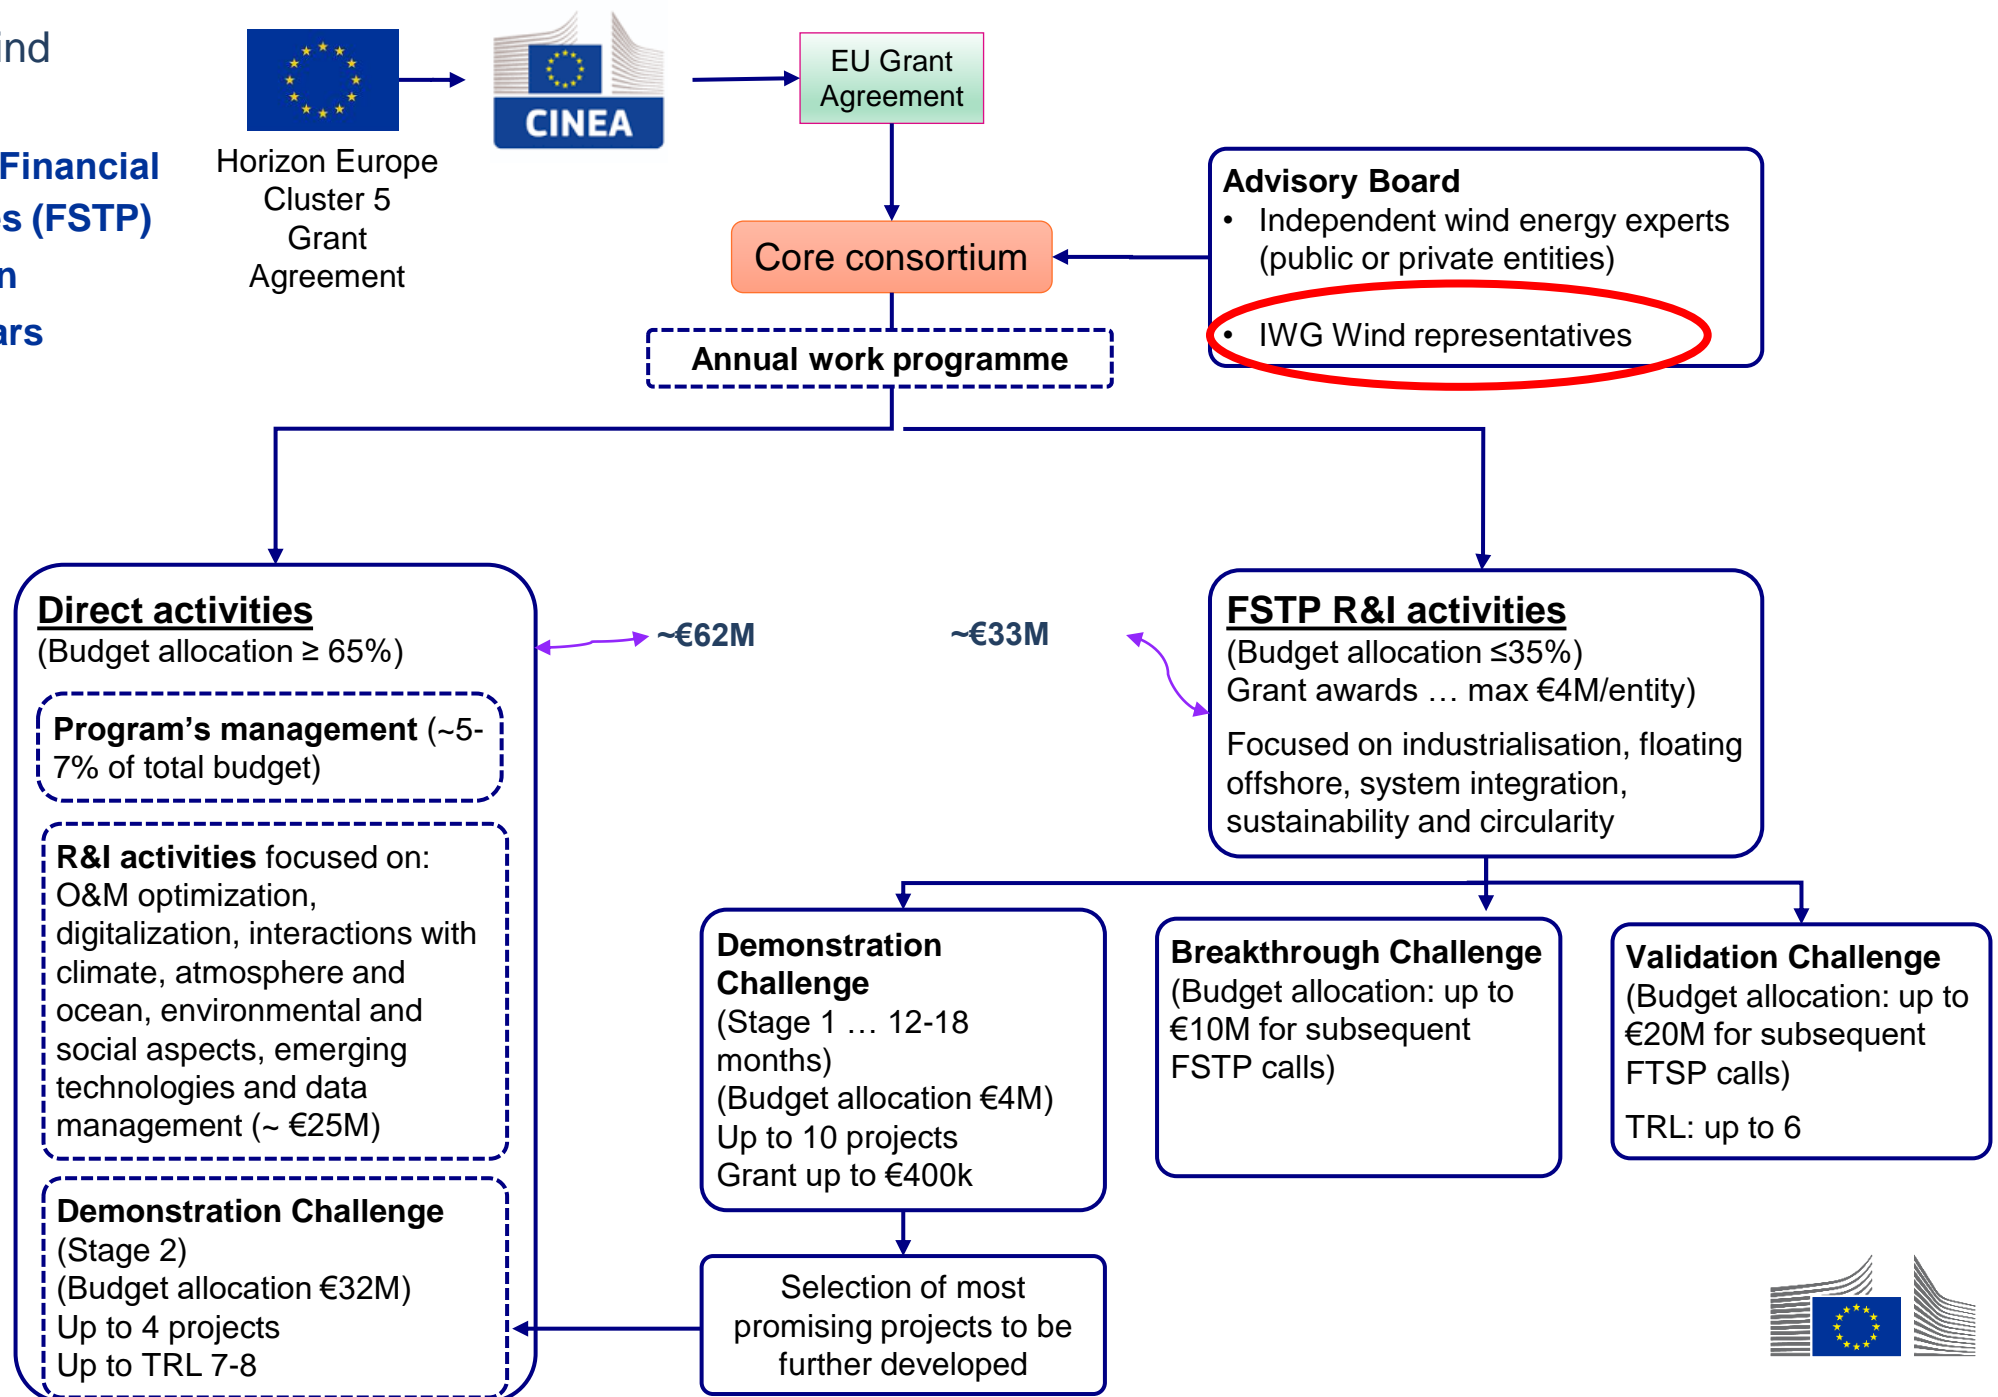 ind
Financial
s (FSTP)
n
ars
Horizon Europe
Cluster 5
Grant
Agreement
CINEA
EU Grant
Agreement
Core consortium
Advisory Board
• Independent wind energy experts
(public or private entities)
• IWG Wind representatives
Annual work programme
Direct activities
(Budget allocation ≥ 65%)
Program’s management (~5-
7% of total budget)
R&I activities focused on:
O&M optimization,
digitalization, interactions with
climate, atmosphere and
ocean, environmental and
social aspects, emerging
technologies and data
management (~ €25M)
Demonstration Challenge
(Stage 2)
(Budget allocation €32M)
Up to 4 projects
Up to TRL 7-8
~€62M
~€33M
FSTP R&I activities
(Budget allocation ≤35%)
Grant awards … max €4M/entity)
Focused on industrialisation, floating
offshore, system integration,
sustainability and circularity
Demonstration
Challenge
(Stage 1 … 12-18
months)
(Budget allocation €4M)
Up to 10 projects
Grant up to €400k
Selection of most
promising projects to be
further developed
Breakthrough Challenge
(Budget allocation: up to
€10M for subsequent
FSTP calls)
Validation Challenge
(Budget allocation: up to
€20M for subsequent
FTSP calls)
TRL: up to 6